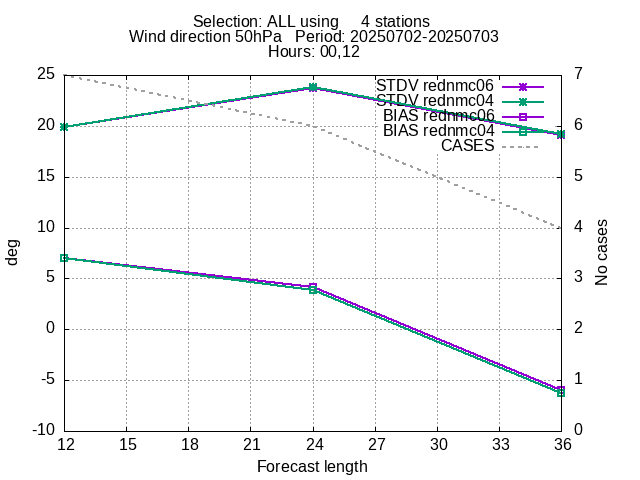 Selection: ALL using     4 stations
Wind direction 50hPa   Period: 20250702-20250703
Hours: 00,12
25
20
15
10
5
0
-5
-10
deg
7
6
5
4
3
2
1
0
No cases
STDV rednmc06
STDV rednmc04
BIAS rednmc06
BIAS rednmc04
CASES
12 15 18 21 24 27 30 33 36
Forecast length